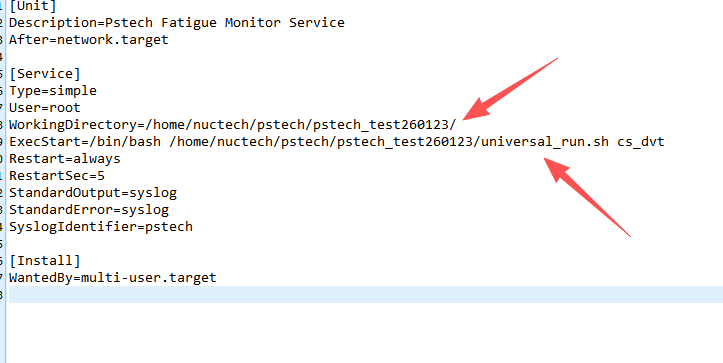 [Unit]
Description=Pstech Fatigue Monitor Service
After=network.target
[Service]
Type=simple
User=root
WorkingDirectory=/home/nuctech/pstech/pstech_test260123/
ExecStart=/bin/bash /home/nuctech/pstech/pstech_test260123/universal_run.sh cs_dvt
Restart=always
RestartSec=5
StandardOutput=syslog
StandardError=syslog
SyslogIdentifier=pstech
[Install]
WantedBy=multi-user.target